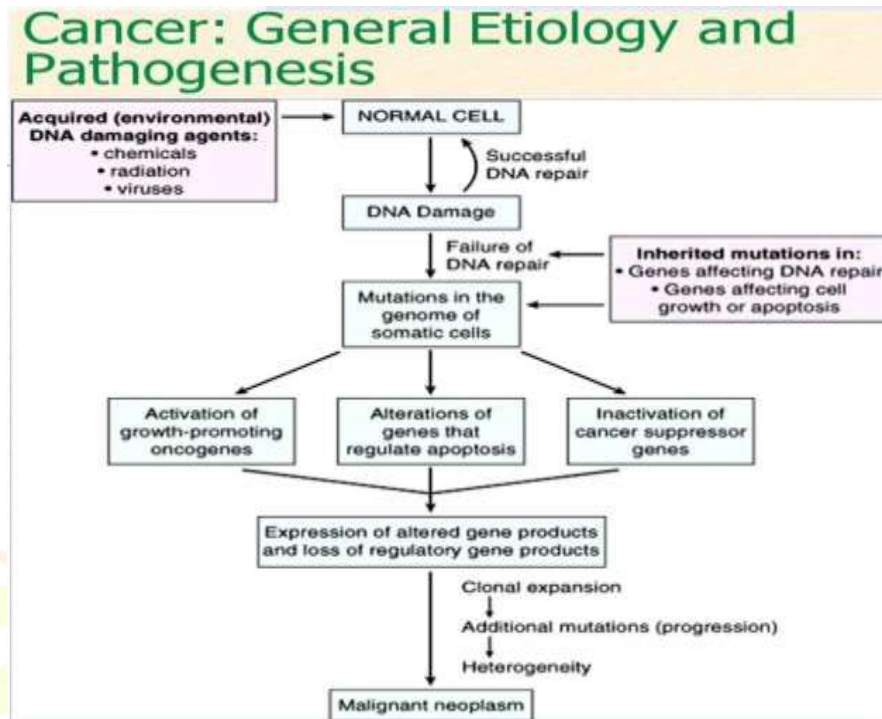 Cancer: General Etiology and
Pathogenesis
Acquired (environmental)
DNA damaging agents:
• chemicals
• radiation
• viruses
NORMAL CELL
Successful
DNA repair
DNA Damage
Failure of
DNA repair
Inherited mutations in:
• Genes affecting DNA repair
• Genes affecting cell
growth or apoptosis
Mutations in the
genome of
somatic cells
Activation of
growth-promoting
oncogenes
Alterations of
genes that
regulate apoptosis
Inactivation of
cancer suppressor
genes
Expression of altered gene products
and loss of regulatory gene products
Clonal expansion
Additional mutations (progression)
Heterogeneity
Malignant neoplasm